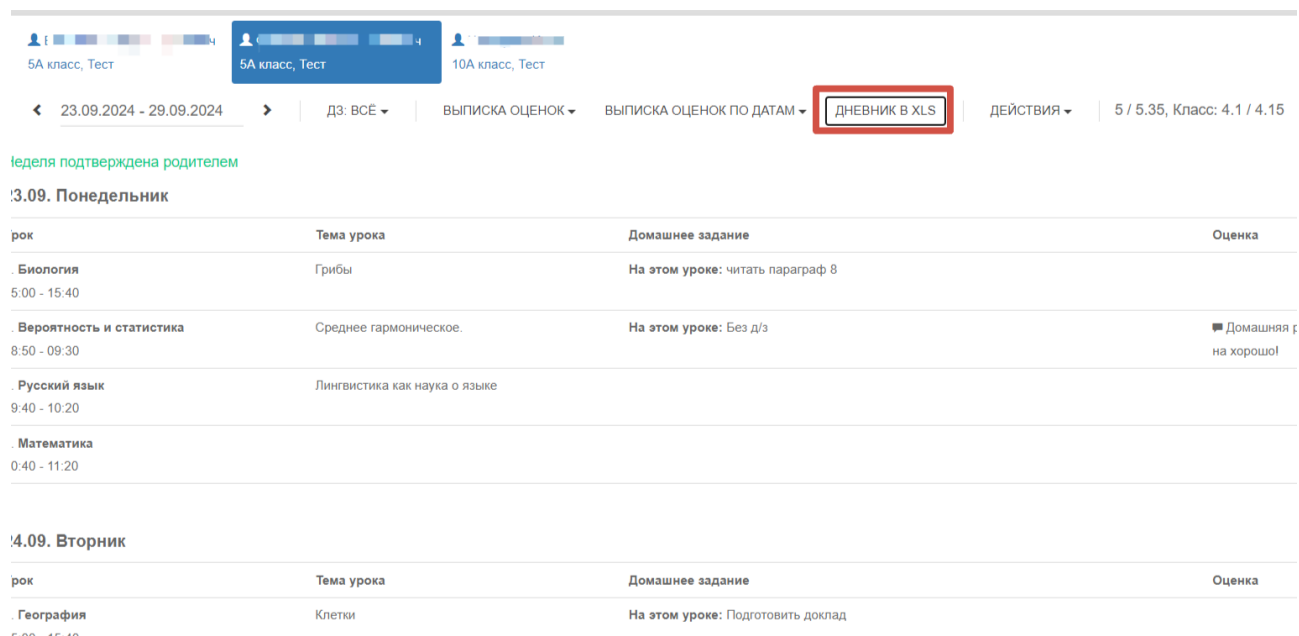 5А класс, Тест
5А класс, Тест
10А класс, Тест
23.09.2024 - 29.09.2024 ДЗ: ВСЁ ВЫПИСКА ОЦЕНОК ВЫПИСКА ОЦЕНОК ПО ДАТАМ ДНЕВНИК В XLS ДЕЙСТВИЯ 5 / 5.35, Класс: 4.1 / 4.15
Неделя подтверждена родителем
23.09. Понедельник
рок Тема урока Домашнее задание Оценка
. Биология Грибы На этом уроке: читать параграф 8
5:00 - 15:40
. Вероятность и статистика Среднее гармоническое. На этом уроке: Без д/з Домашняя р
8:50 - 09:30 на хорошо!
. Русский язык Лингвистика как наука о языке
9:40 - 10:20
. Математика
0:40 - 11:20
24.09. Вторник
рок Тема урока Домашнее задание Оценка
. География Клетки На этом уроке: Подготовить доклад